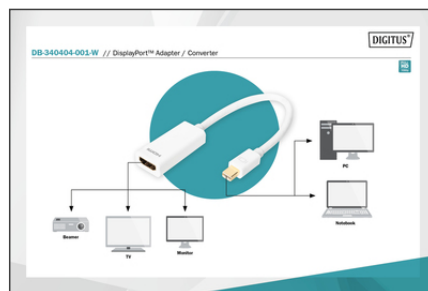 DIGITUS®
DB-340404-001-W // DisplayPort™ Adapter / Converter
PC
Notebook
Beamer
TV
Monitor